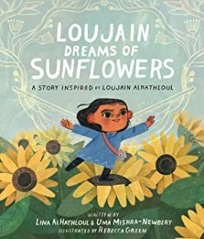 LOUJAIN
DREAMS OF
SUNFLOWERS
A STORY INSPIRED BY LOUJAIN ALHATHLOUL
WRITTEN BY
LINA ALHATHLOUL & UMA MISHRA-NEWBERY
ILLUSTRATED BY REBECCA GREEN